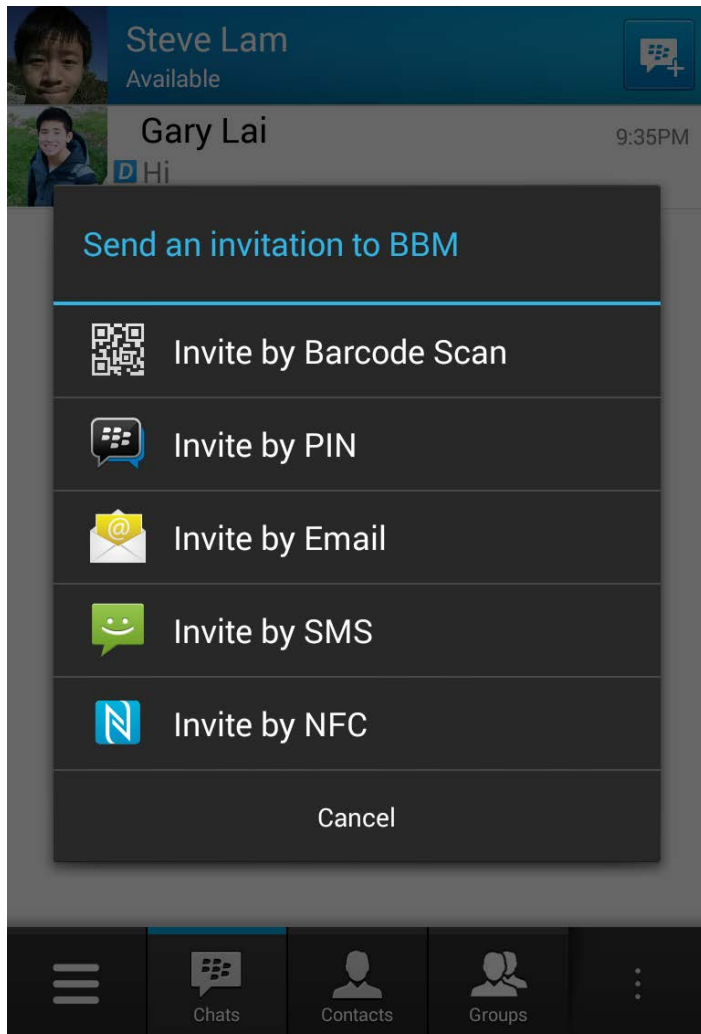 Steve Lam
Available
Gary Lai 9:35PM
D Hi
Send an invitation to BBM
Invite by Barcode Scan
Invite by PIN
Invite by Email
Invite by SMS
Invite by NFC
Cancel
Chats Contacts Groups